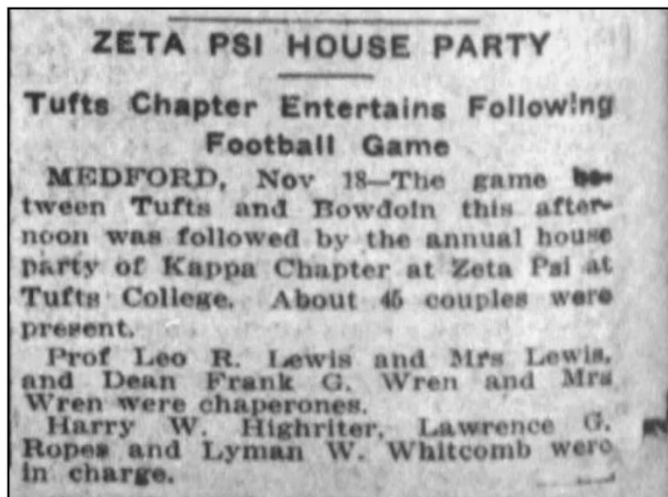 ZETA PSI HOUSE PARTY
Tufts Chapter Entertains Following
Football Game
MEDFORD, Nov 18—The game be-
tween Tufts and Bowdoin this after-
noon was followed by the annual house
party of Kappa Chapter at Zeta Psi at
Tufts College. About 45 couples were
present.
Prof Leo R. Lewis and Mrs Lewis,
and Dean Frank G. Wren and Mrs
Wren were chaperones.
Harry W. Highriter, Lawrence G.
Ropes and Lyman W. Whitcomb were
in charge.